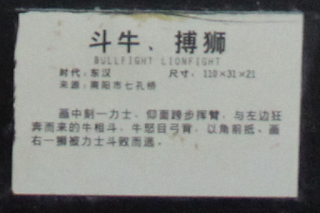 斗牛、搏狮
BULLFIGHT LIONFIGHT
时代：东汉 尺寸：110×31×21
来源：南阳市七孔桥
画中刻一力士，仰面跨步挥臂，与左边狂
奔而来的牛相斗，牛怒目弓背，以角前抵。画
右一狮被力士斗败而逃。